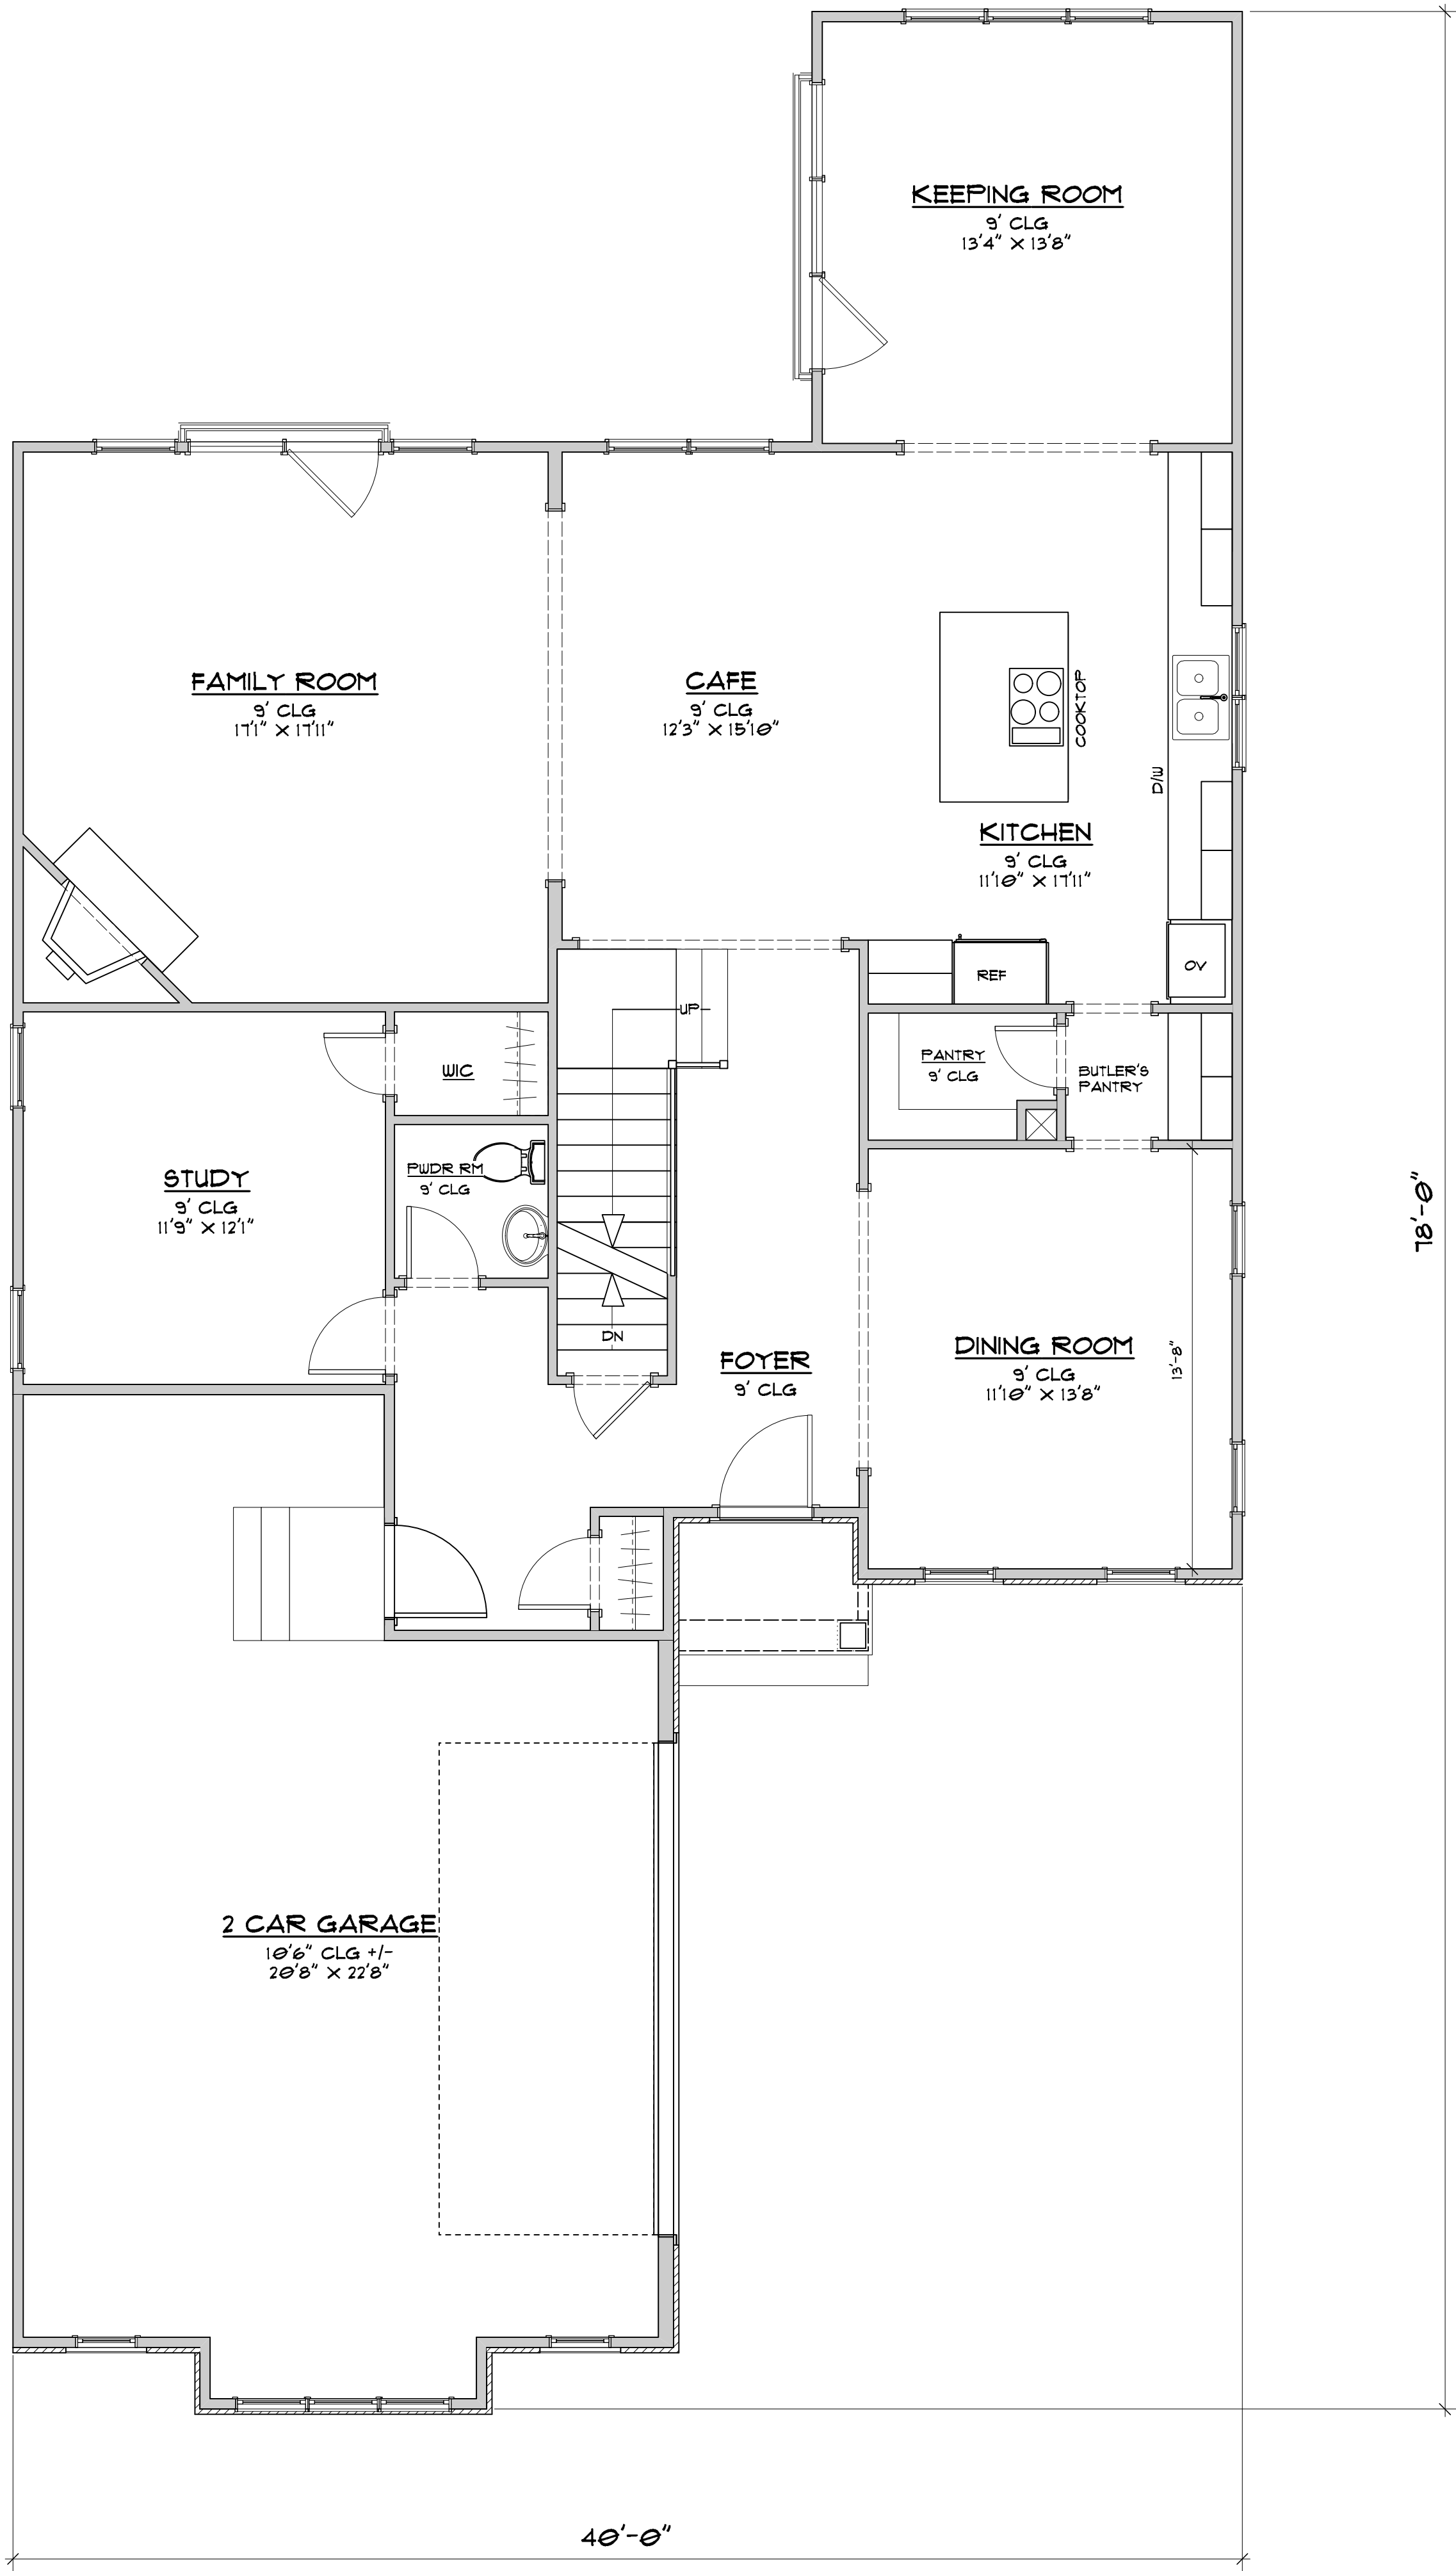 KEEPING ROOM
9' CLG
13'4" X 13'8"
FAMILY ROOM
9' CLG
17'1" X 17'11"
CAFE
9' CLG
12'3" X 15'10"
COOKTOP
D/W
KITCHEN
9' CLG
11'10" X 17'11"
REF
OV
UP
WIC
PANTRY
9' CLG
BUTLER'S
PANTRY
PWDR RM
9' CLG
STUDY
9' CLG
11'9" X 12'1"
DN
FOYER
9' CLG
DINING ROOM
9' CLG
11'10" X 13'8"
13'-8"
78'-0"
2 CAR GARAGE
10'6" CLG +/-
20'8" X 22'8"
40'-0"